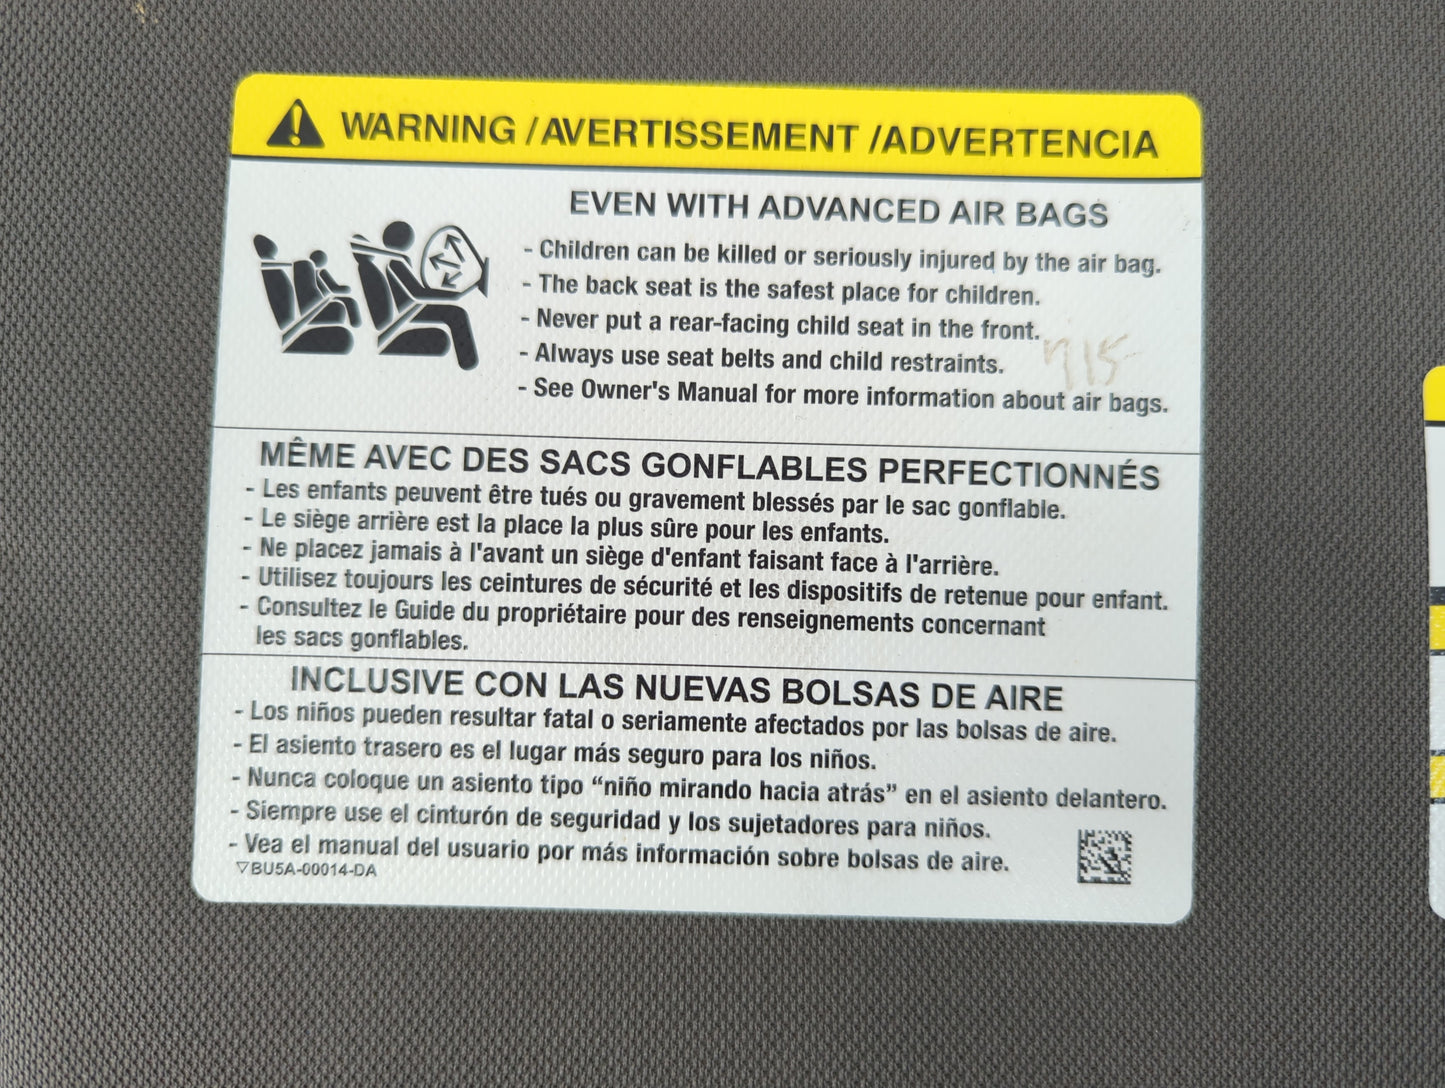 WARNING / AVERTISSEMENT / ADVERTENCIA
EVEN WITH ADVANCED AIR BAGS
- Children can be killed or seriously injured by the air bag.
- The back seat is the safest place for children.
- Never put a rear-facing child seat in the front.
- Always use seat belts and child restraints.
715
- See Owner's Manual for more information about air bags.
MÊME AVEC DES SACS GONFLABLES PERFECTIONNÉS
- Les enfants peuvent être tués ou gravement blessés par le sac gonflable.
- Le siège arrière est la place la plus sûre pour les enfants.
- Ne placez jamais à l'avant un siège d'enfant faisant face à l'arrière.
- Utilisez toujours les ceintures de sécurité et les dispositifs de retenue pour enfant.
- Consultez le Guide du propriétaire pour des renseignements concernant
les sacs gonflables.
INCLUSIVE CON LAS NUEVAS BOLSAS DE AIRE
- Los niños pueden resultar fatal o seriamente afectados por las bolsas de aire.
- El asiento trasero es el lugar más seguro para los niños.
- Nunca coloque un asiento tipo “niño mirando hacia atrás” en el asiento delantero.
- Siempre use el cinturón de seguridad y los sujetadores para niños.
- Vea el manual del usuario por más información sobre bolsas de aire.
▽BU5A-00014-DA